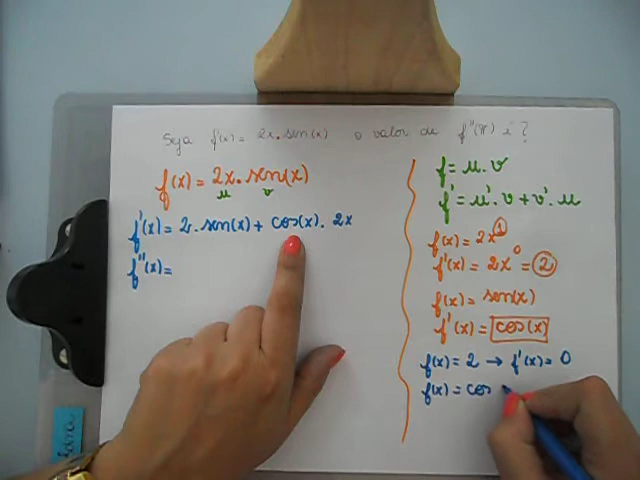 Seja f(x) = 2x.sen(x) o valor de f''(π) é?
f(x) = 2x.sen(x)
u v
f'(x) = 2.sen(x) + cos(x). 2x
f''(x) =
f = u.v
f' = u'.v + v'.u
f(x) = 2x¹
f'(x) = 2x⁰ = 2
f(x) = sen(x)
f'(x) = cos(x)
f(x) = 2 → f'(x) = 0
f(x) = cos